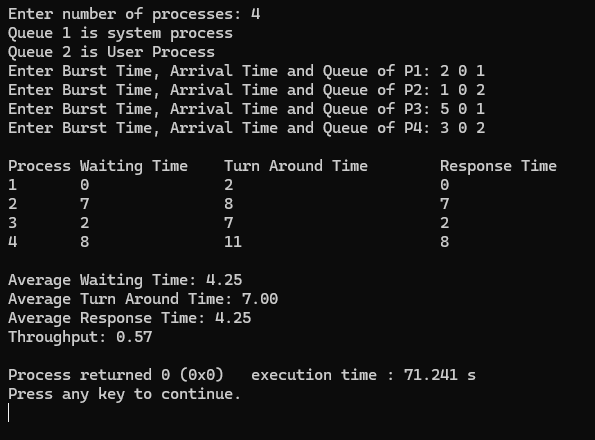 Enter number of processes: 4
Queue 1 is system process
Queue 2 is User Process
Enter Burst Time, Arrival Time and Queue of P1: 2 0 1
Enter Burst Time, Arrival Time and Queue of P2: 1 0 2
Enter Burst Time, Arrival Time and Queue of P3: 5 0 1
Enter Burst Time, Arrival Time and Queue of P4: 3 0 2
Process Waiting Time    Turn Around Time        Response Time
1       0               2                       0
2       7               8                       7
3       2               7                       2
4       8               11                      8
Average Waiting Time: 4.25
Average Turn Around Time: 7.00
Average Response Time: 4.25
Throughput: 0.57
Process returned 0 (0x0)   execution time : 71.241 s
Press any key to continue.